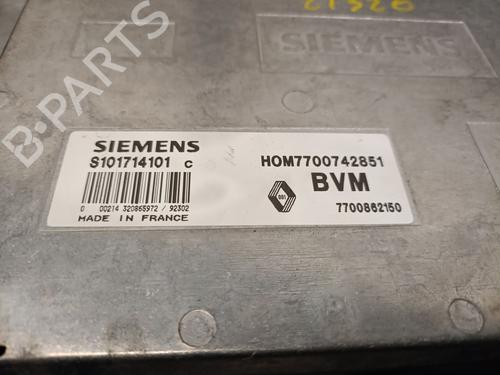 SIEMENS
B-PARTS
SIEMENS
S101714101 C
HOM7700742851
BVM
7700862150
0 00214 320865972 / 92302
MADE IN FRANCE